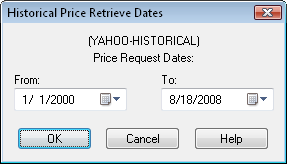 Historical Price Retrieve Dates
(YAHOO-HISTORICAL)
Price Request Dates:
From: To:
1/ 1/2000 8/18/2008
OK Cancel Help